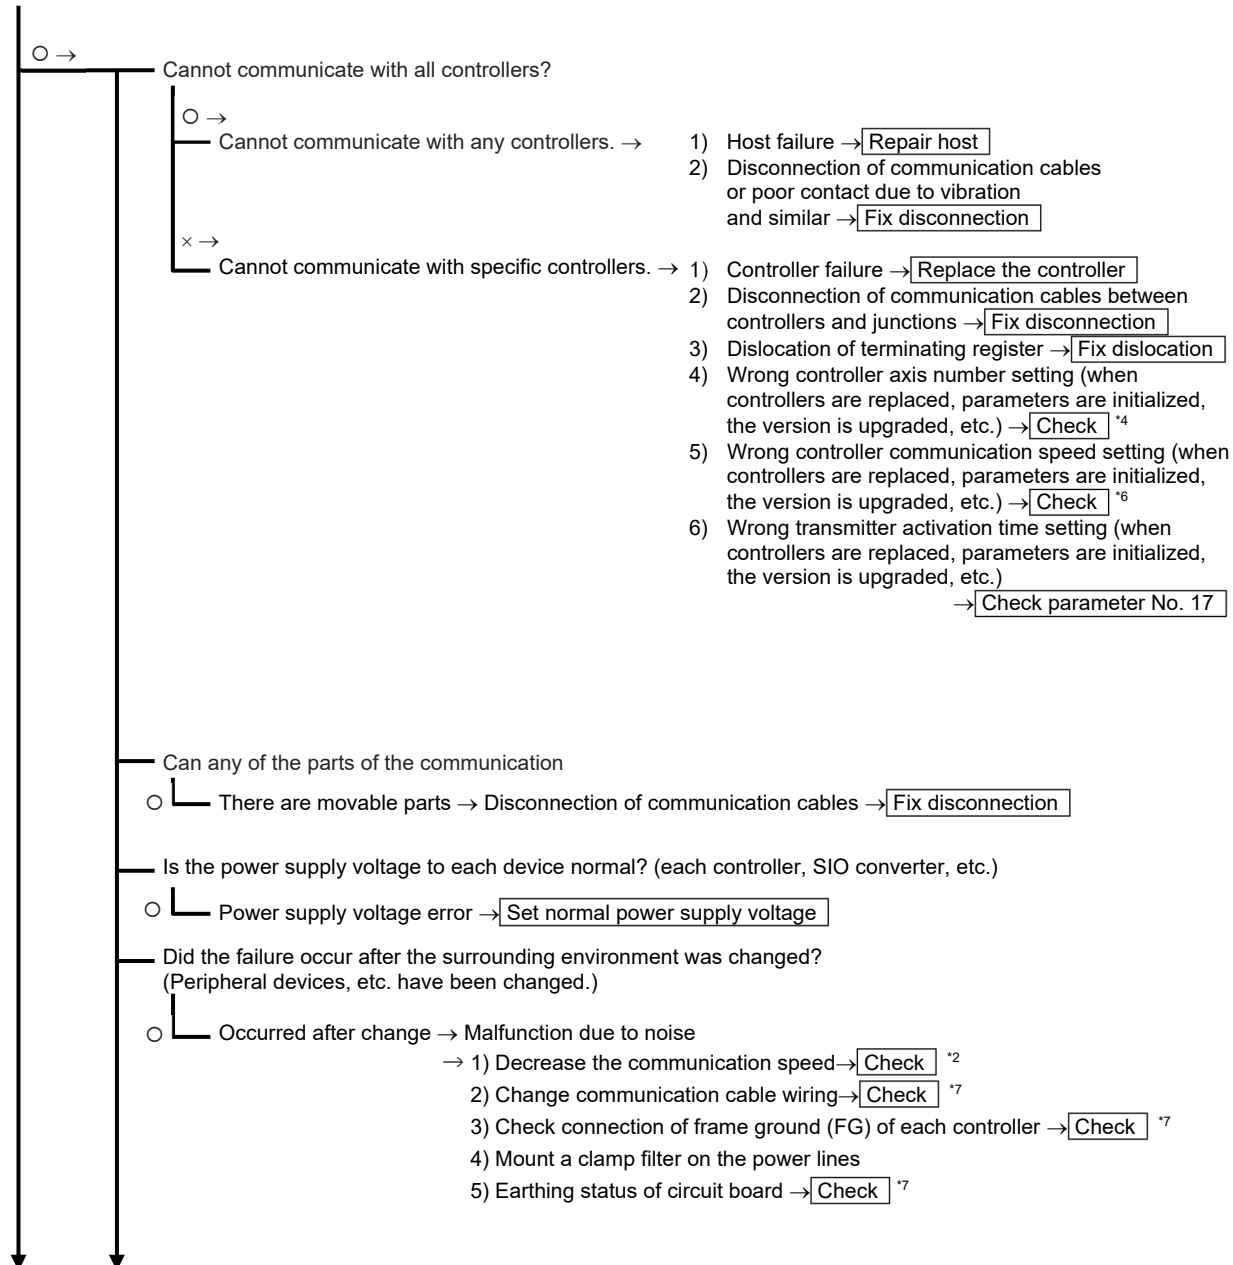 ○ →
Cannot communicate with all controllers?
○ →
Cannot communicate with any controllers. → 1) Host failure → Repair host
2) Disconnection of communication cables
or poor contact due to vibration
and similar → Fix disconnection
× →
Cannot communicate with specific controllers. → 1) Controller failure → Replace the controller
2) Disconnection of communication cables between
controllers and junctions → Fix disconnection
3) Dislocation of terminating register → Fix dislocation
4) Wrong controller axis number setting (when
controllers are replaced, parameters are initialized,
the version is upgraded, etc.) → Check *4
5) Wrong controller communication speed setting (when
controllers are replaced, parameters are initialized,
the version is upgraded, etc.) → Check *6
6) Wrong transmitter activation time setting (when
controllers are replaced, parameters are initialized,
the version is upgraded, etc.)
→ Check parameter No. 17
Can any of the parts of the communication
○ There are movable parts → Disconnection of communication cables → Fix disconnection
Is the power supply voltage to each device normal? (each controller, SIO converter, etc.)
○ Power supply voltage error → Set normal power supply voltage
Did the failure occur after the surrounding environment was changed?
(Peripheral devices, etc. have been changed.)
○ Occurred after change → Malfunction due to noise
→ 1) Decrease the communication speed→ Check *2
2) Change communication cable wiring→ Check *7
3) Check connection of frame ground (FG) of each controller → Check *7
4) Mount a clamp filter on the power lines
5) Earthing status of circuit board → Check *7